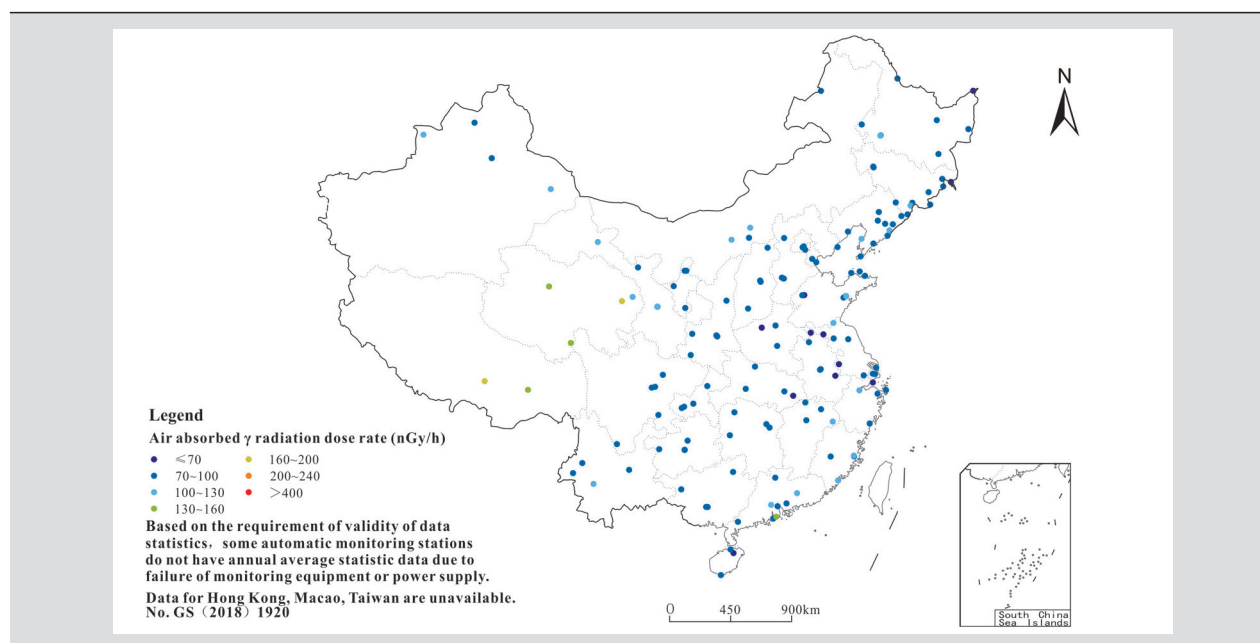 N
Legend
Air absorbed γ radiation dose rate (nGy/h)
≤70
160~200
70~100
200~240
100~130
>400
130~160
Based on the requirement of validity of data
statistics, some automatic monitoring stations
do not have annual average statistic data due to
failure of monitoring equipment or power supply.
Data for Hong Kong, Macao, Taiwan are unavailable.
No. GS（2018）1920
0 450 900km
South China
Sea Islands